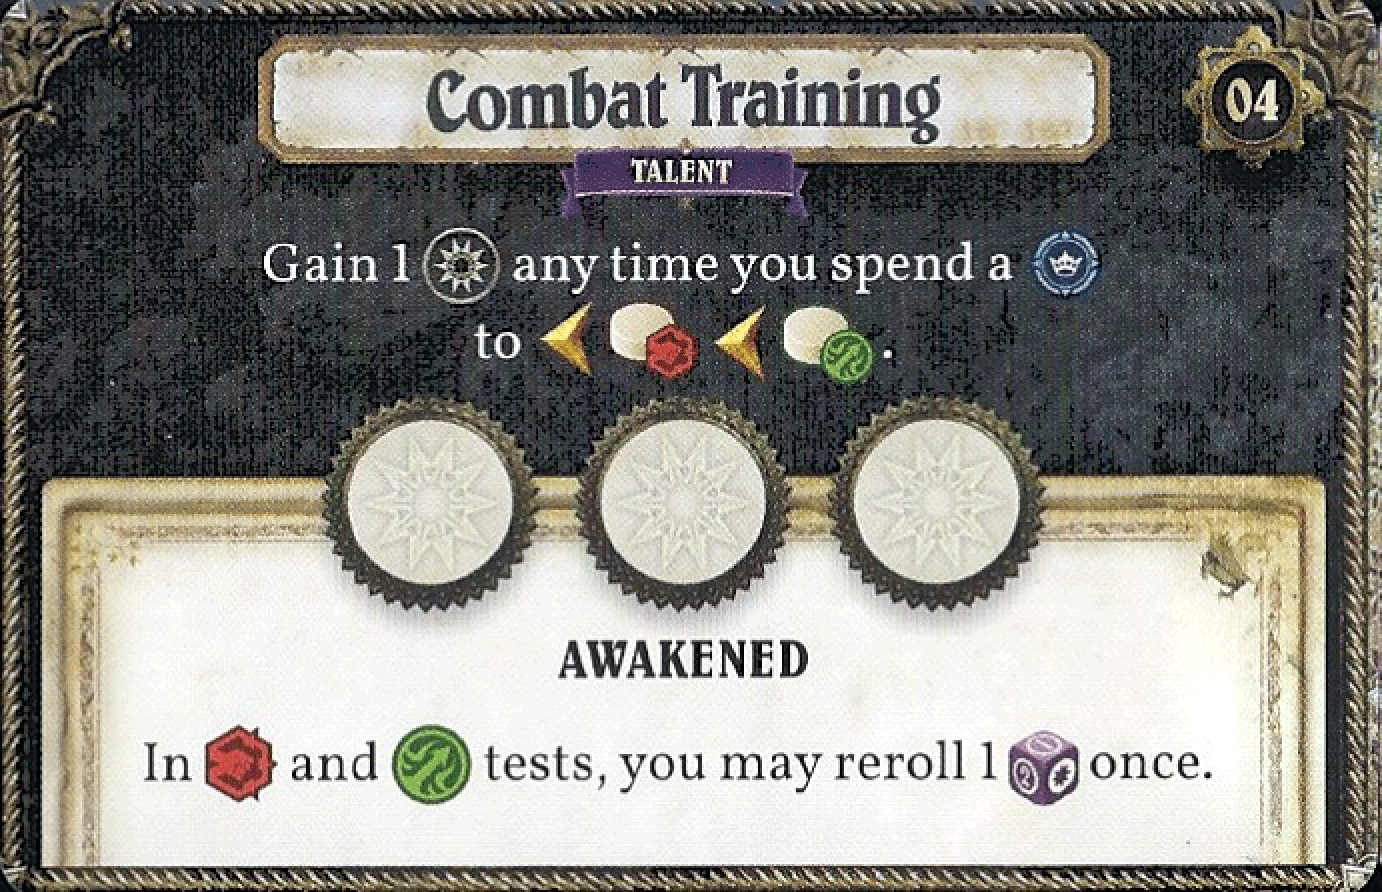 Combat Training
04
TALENT
Gain 1 any time you spend a
to .
AWAKENED
In and tests, you may reroll 1 once.